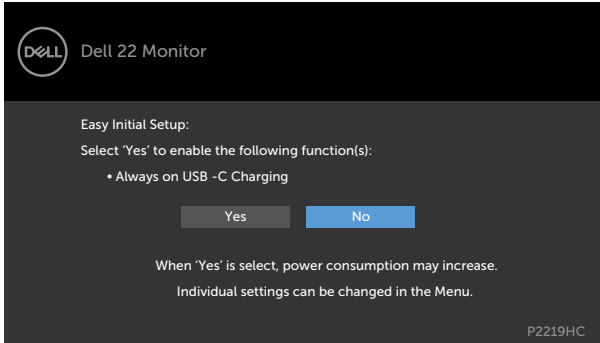 DELL
Dell 22 Monitor
Easy Initial Setup:
Select ‘Yes’ to enable the following function(s):
• Always on USB -C Charging
Yes No
When ‘Yes’ is select, power consumption may increase.
Individual settings can be changed in the Menu.
P2219HC